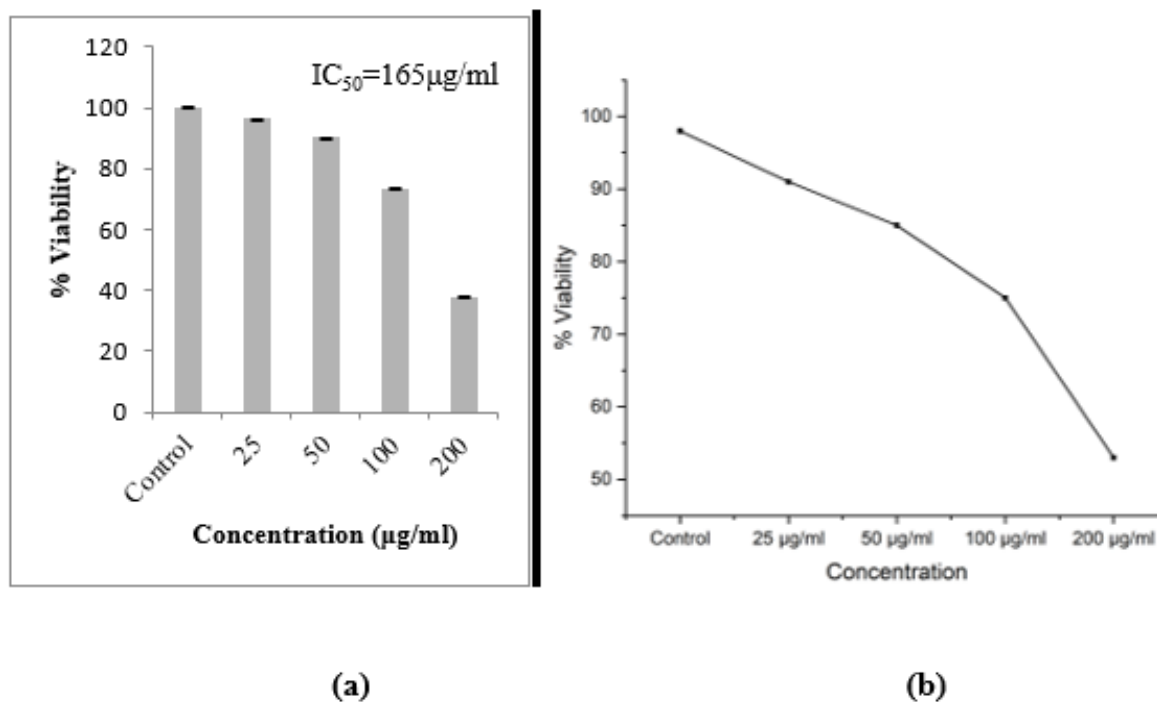 120
100
80
60
40
20
0
% Viability
IC50=165µg/ml
Control
25
50
100
200
Concentration (µg/ml)
(a)
100
90
80
70
60
50
% Viability
Control
25 µg/ml
50 µg/ml
100 µg/ml
200 µg/ml
Concentration
(b)